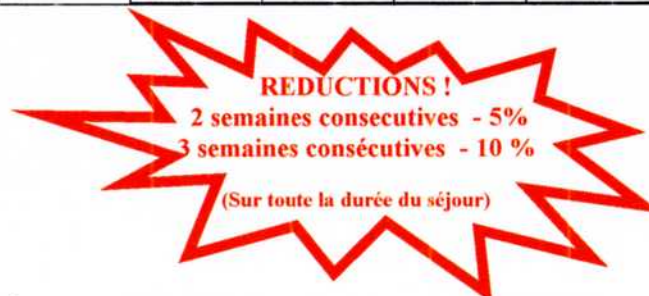 REDUCTIONS !
2 semaines consecutives - 5%
3 semaines consécutives - 10 %
(Sur toute la durée du séjour)